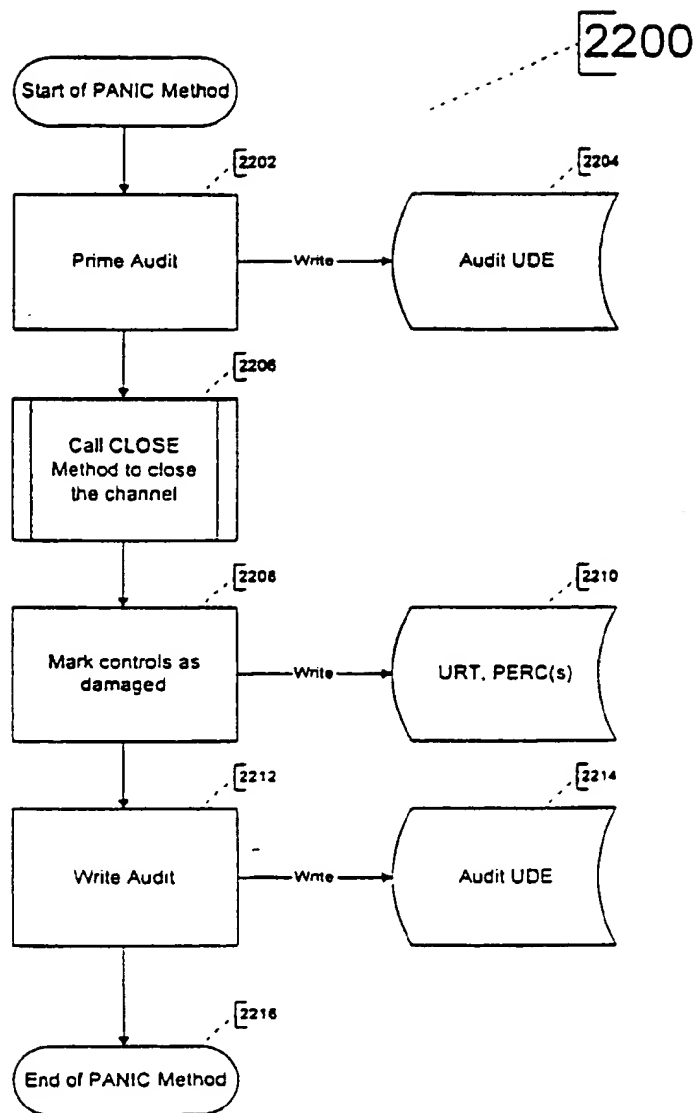 2200
Start of PANIC Method
2202
2204
Prime Audit
Write
Audit UDE
2206
Call CLOSE
Method to close
the channel
2208
2210
Mark controls as
damaged
Write
URT, PERC(s)
2212
2214
Write Audit
Write
Audit UDE
2216
End of PANIC Method